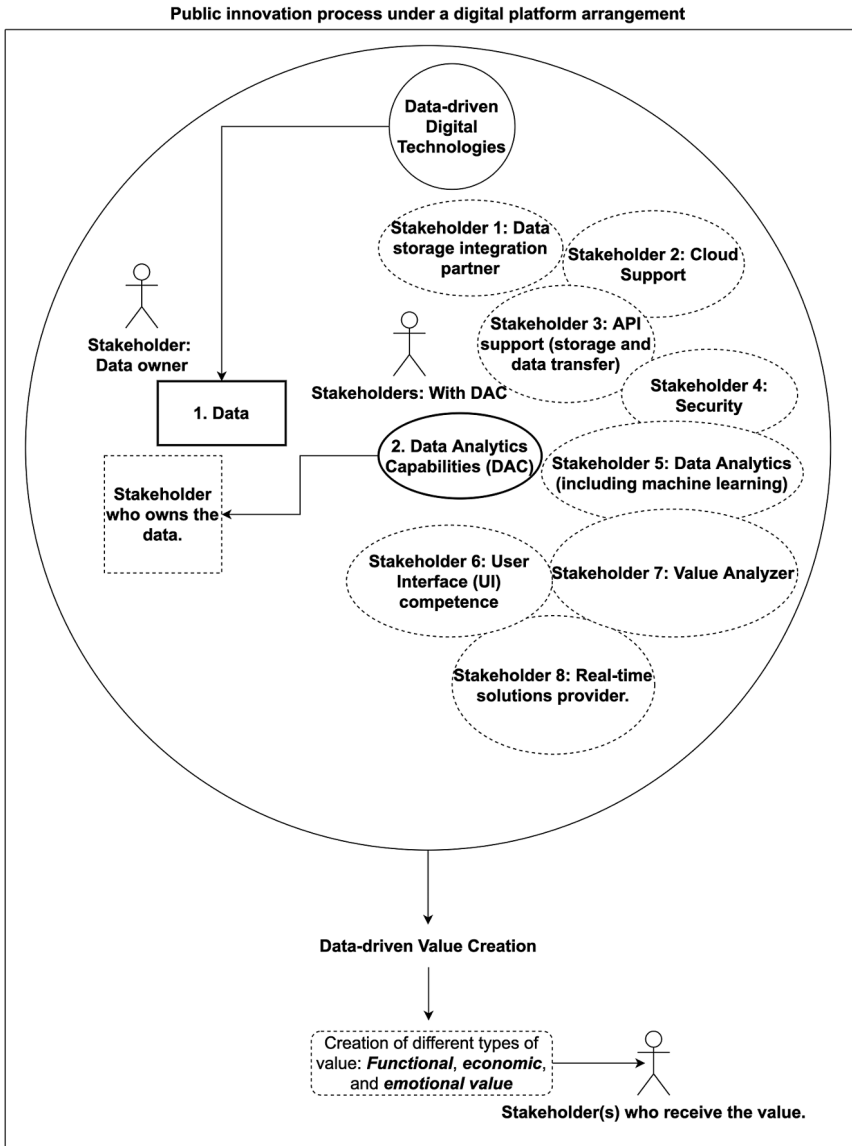 Public innovation process under a digital platform arrangement
Data-driven
Digital
Technologies
Stakeholder 1: Data
storage integration
partner
Stakeholder 2: Cloud
Support
Stakeholder 3: API
support (storage and
data transfer)
Stakeholder:
Data owner
Stakeholders: With DAC
Stakeholder 4:
Security
1. Data
2. Data Analytics
Capabilities (DAC)
Stakeholder 5: Data Analytics
(including machine learning)
Stakeholder
who owns the
data.
Stakeholder 6: User
Interface (UI)
competence
Stakeholder 7: Value Analyzer
Stakeholder 8: Real-time
solutions provider.
Data-driven Value Creation
Creation of different types of
value: Functional, economic,
and emotional value
Stakeholder(s) who receive the value.